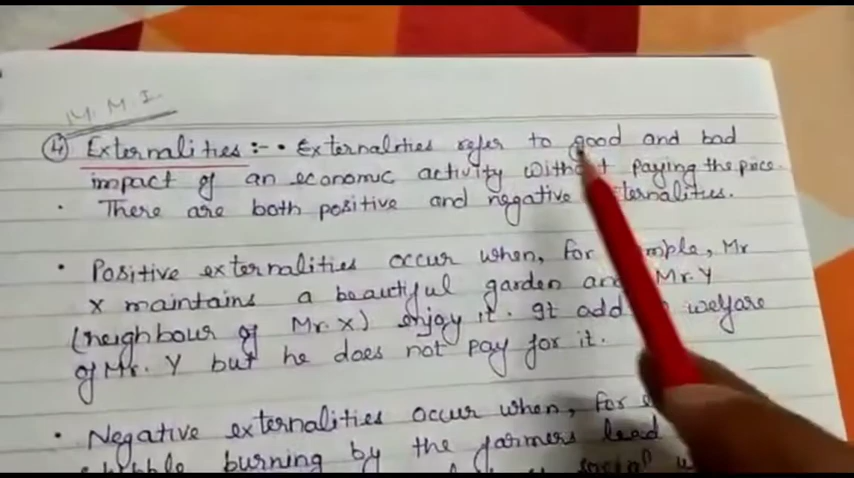 M. M. I.
④ Externalities :- • Externalities refer to good and bad
impact of an economic activity without paying the price.
• There are both positive and negative externalities.
• Positive externalities occur when, for Mr
X maintains a beautiful garden and Mr. Y
(neighbour of Mr. X) enjoy it. It add welfare
of Mr. Y but he does not pay for it.
• Negative externalities occur when, for
burning by the farmers lead